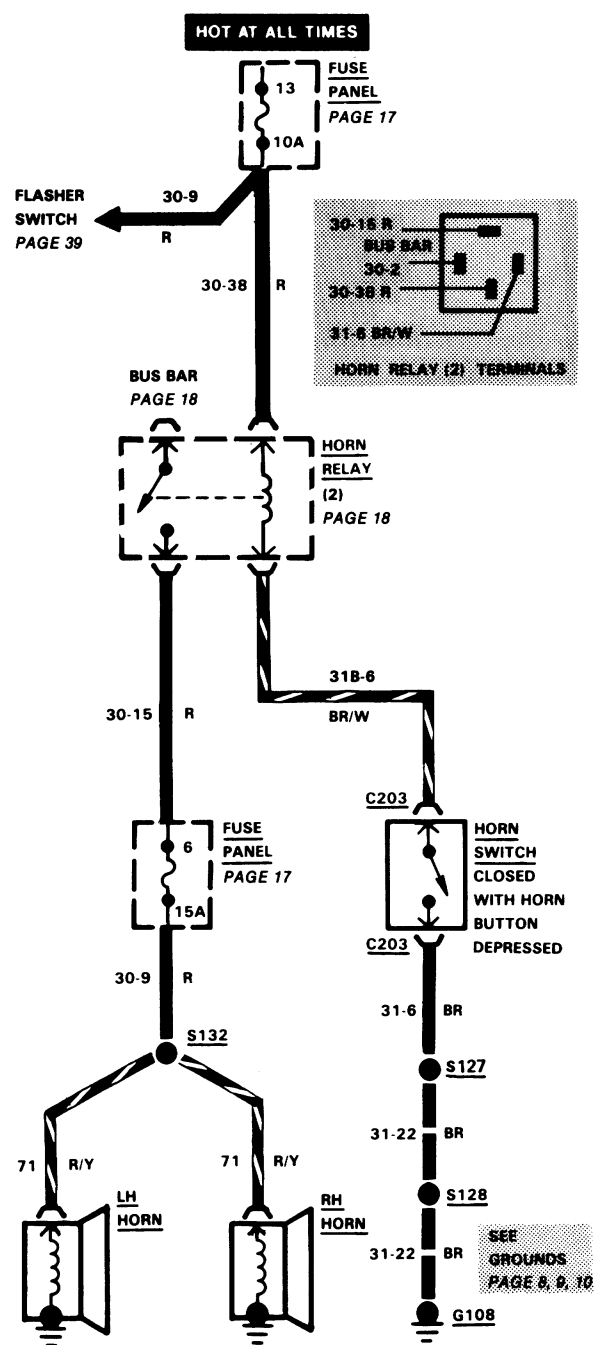 HOT AT ALL TIMES
FUSE
PANEL
PAGE 17
13
10A
FLASHER
SWITCH
PAGE 39
30-9
R
30-38
R
30-15 R
BUS BAR
30-2
30-38 R
31-6 BR/W
HORN RELAY (2) TERMINALS
BUS BAR
PAGE 18
HORN
RELAY
(2)
PAGE 18
31B-6
BR/W
30-15
R
C203
FUSE
PANEL
PAGE 17
6
15A
HORN
SWITCH
CLOSED
WITH HORN
BUTTON
DEPRESSED
C203
30-9
R
31-6
BR
S132
S127
31-22
BR
71
R/Y
71
R/Y
S128
LH
HORN
RH
HORN
31-22
BR
SEE
GROUNDS
PAGE 8, 9, 10
G108